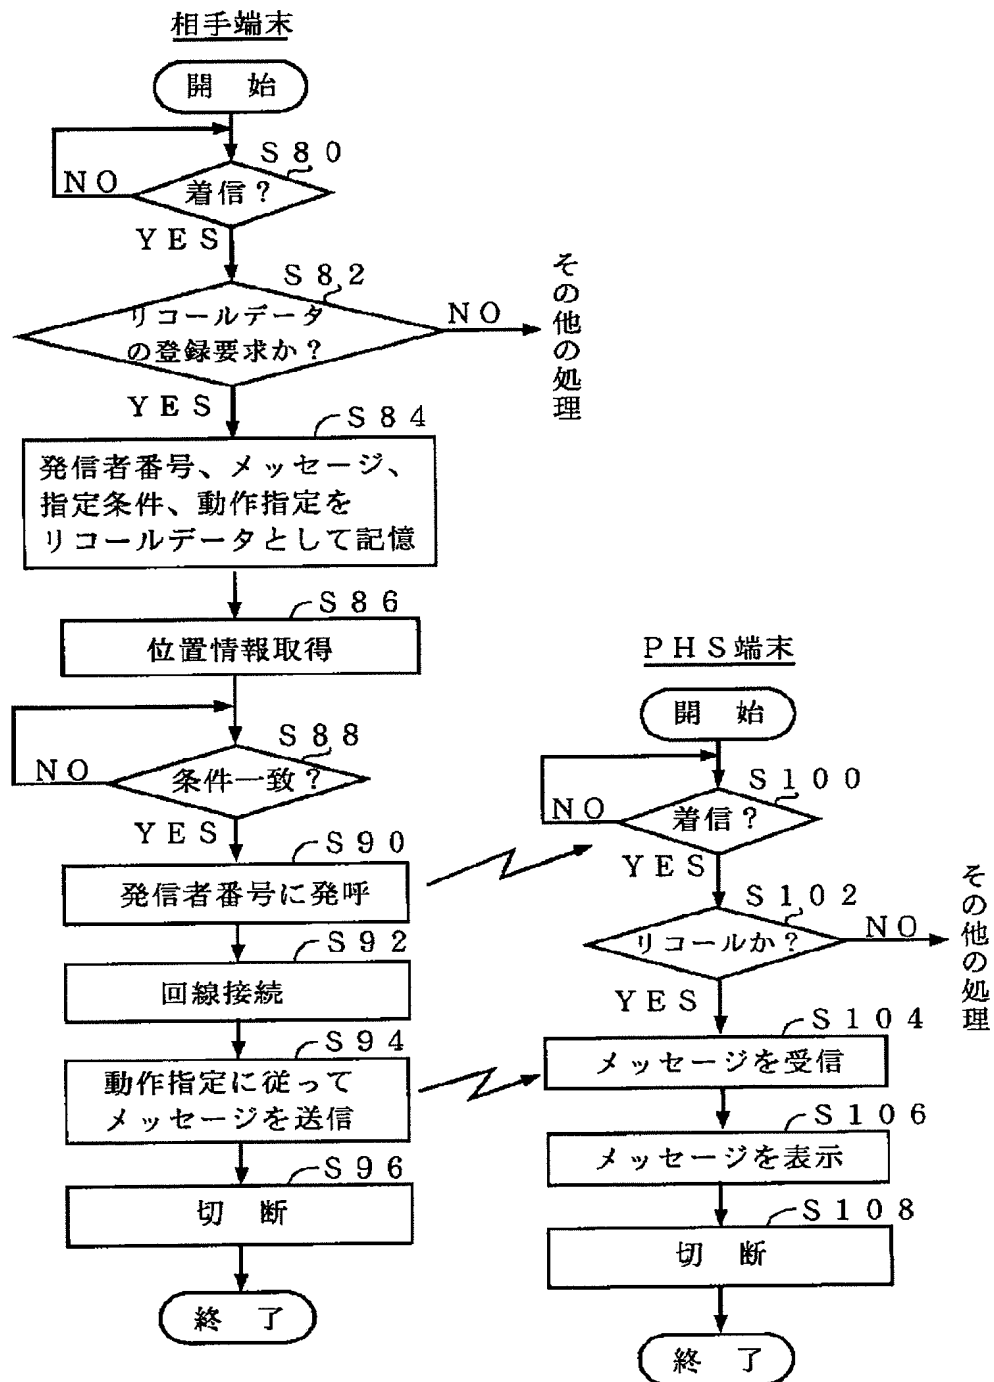 相手端末
開 始
S80
着信?
NO
YES
S82
リコールデータ
の登録要求か?
NO
その他の処理
YES
S84
発信者番号、メッセージ、
指定条件、動作指定を
リコールデータとして記憶
S86
位置情報取得
S88
条件一致?
NO
YES
S90
発信者番号に発呼
S92
回線接続
S94
動作指定に従って
メッセージを送信
S96
切 断
終 了
PHS端末
開 始
S100
着信?
NO
YES
S102
リコールか?
NO
その他の処理
YES
S104
メッセージを受信
S106
メッセージを表示
S108
切 断
終 了